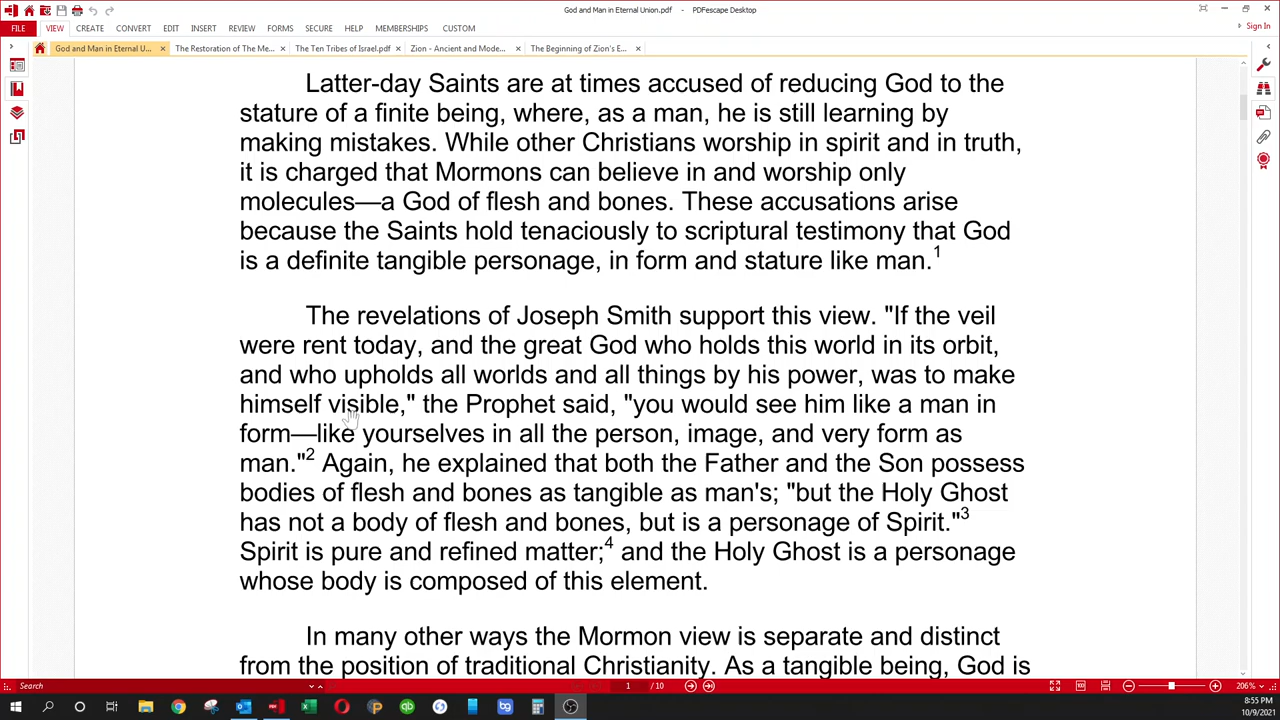 God and Man in Eternal Union.pdf - PDFescape Desktop
FILE VIEW CREATE CONVERT EDIT INSERT REVIEW FORMS SECURE HELP MEMBERSHIPS CUSTOM Sign In
God and Man in Eternal U... The Restoration of The Me... The Ten Tribes of Israel.pdf Zion - Ancient and Mode... The Beginning of Zion's E...
Latter-day Saints are at times accused of reducing God to the
stature of a finite being, where, as a man, he is still learning by
making mistakes. While other Christians worship in spirit and in truth,
it is charged that Mormons can believe in and worship only
molecules—a God of flesh and bones. These accusations arise
because the Saints hold tenaciously to scriptural testimony that God
is a definite tangible personage, in form and stature like man.1
The revelations of Joseph Smith support this view. "If the veil
were rent today, and the great God who holds this world in its orbit,
and who upholds all worlds and all things by his power, was to make
himself visible," the Prophet said, "you would see him like a man in
form—like yourselves in all the person, image, and very form as
man."2 Again, he explained that both the Father and the Son possess
bodies of flesh and bones as tangible as man's; "but the Holy Ghost
has not a body of flesh and bones, but is a personage of Spirit."3
Spirit is pure and refined matter;4 and the Holy Ghost is a personage
whose body is composed of this element.
In many other ways the Mormon view is separate and distinct
from the position of traditional Christianity. As a tangible being, God is
Search 1 / 10 206%
8:55 PM
10/9/2021